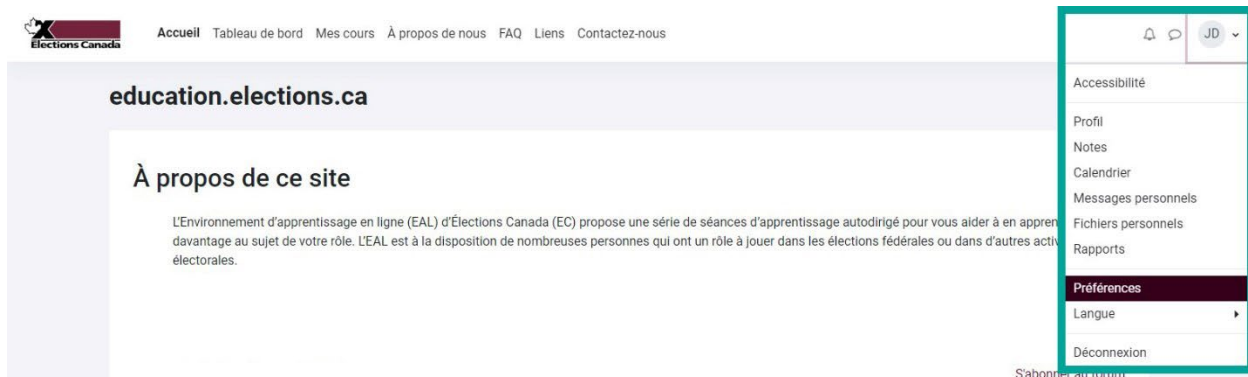 Elections Canada
Accueil Tableau de bord Mes cours À propos de nous FAQ Liens Contactez-nous
JD
education.elections.ca
À propos de ce site
L'Environnement d'apprentissage en ligne (EAL) d'Élections Canada (EC) propose une série de séances d'apprentissage autodirigé pour vous aider à en appren
davantage au sujet de votre rôle. L'EAL est à la disposition de nombreuses personnes qui ont un rôle à jouer dans les élections fédérales ou dans d'autres activ
électorales.
Accessibilité
Profil
Notes
Calendrier
Messages personnels
Fichiers personnels
Rapports
Préférences
Langue
Déconnexion
S'abonner au forum